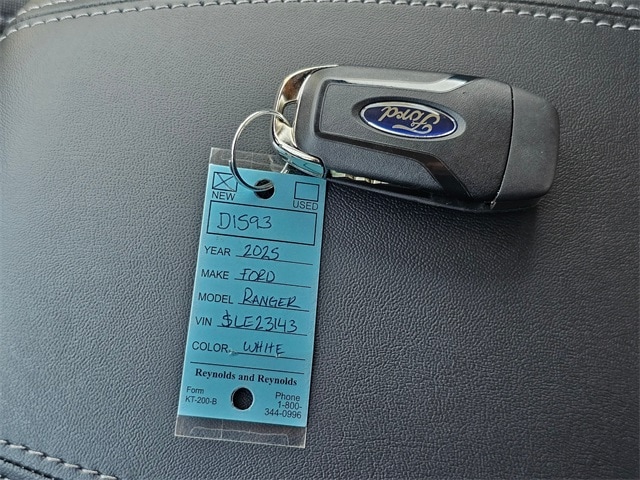 Ford
NEW USED
D1593
YEAR 2025
MAKE FORD
MODEL RANGER
VIN $LE23143
COLOR WHITE
Reynolds and Reynolds
Form
KT-200-B
Phone
1-800-
344-0996